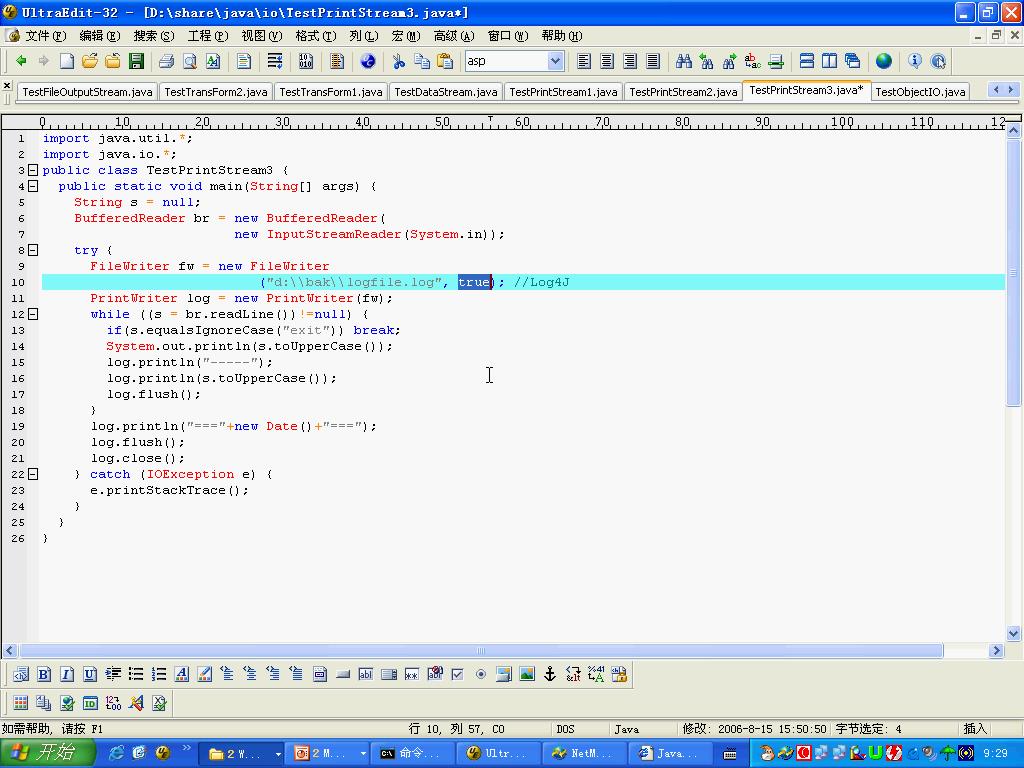 UltraEdit-32 - [D:\share\java\io\TestPrintStream3.java*]
文件(F) 编辑(E) 搜索(S) 工程(P) 视图(V) 格式(T) 列(L) 宏(M) 高级(A) 窗口(W) 帮助(H)
asp
TestFileOutputStream.java TestTransForm2.java TestTransForm1.java TestDataStream.java TestPrintStream1.java TestPrintStream2.java TestPrintStream3.java* TestObjectIO.java
0 10 20 30 40 50 60 70 80 90 100 110 12
1 import java.util.*;
2 import java.io.*;
3 public class TestPrintStream3 {
4 public static void main(String[] args) {
5 String s = null;
6 BufferedReader br = new BufferedReader(
7 new InputStreamReader(System.in));
8 try {
9 FileWriter fw = new FileWriter
10 ("d:\\bak\\logfile.log", true); //Log4J
11 PrintWriter log = new PrintWriter(fw);
12 while ((s = br.readLine())!=null) {
13 if(s.equalsIgnoreCase("exit")) break;
14 System.out.println(s.toUpperCase());
15 log.println("-----");
16 log.println(s.toUpperCase());
17 log.flush();
18 }
19 log.println("==="+new Date()+"===");
20 log.flush();
21 log.close();
22 } catch (IOException e) {
23 e.printStackTrace();
24 }
25 }
26 }
如需帮助, 请按 F1 行 10, 列 57, C0 DOS Java 修改: 2006-8-15 15:50:50 字节选定: 4 插入
开始 2 W... 2 M... 命令... Ultr... NetM... Java... 9:29